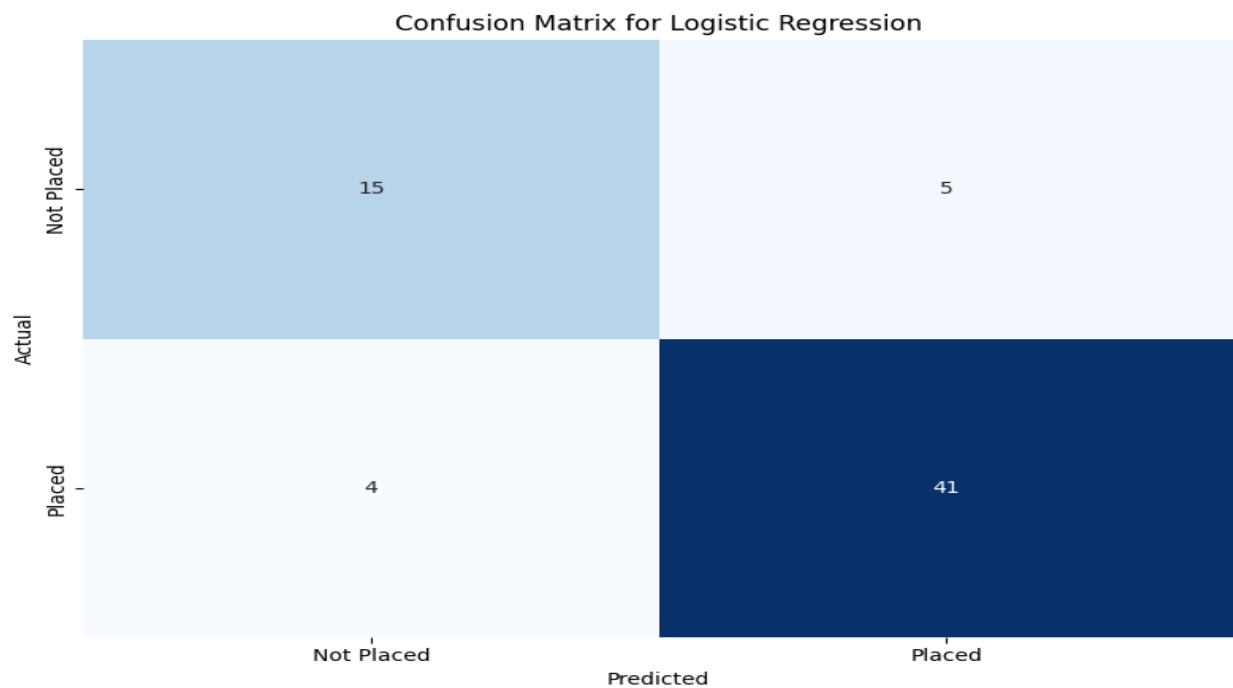 Confusion Matrix for Logistic Regression
Not Placed
15
5
Actual
Placed
4
41
Not Placed
Placed
Predicted